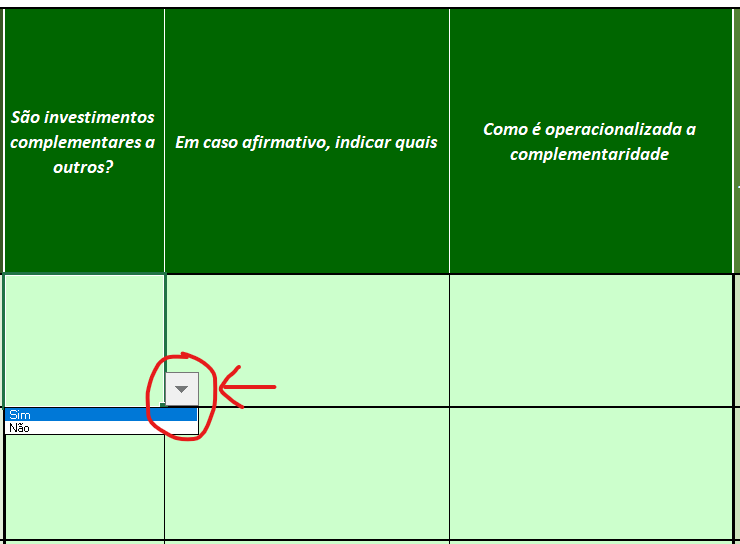 São investimentos
complementares a
outros?
Em caso afirmativo, indicar quais
Como é operacionalizada a
complementaridade
Sim
Não